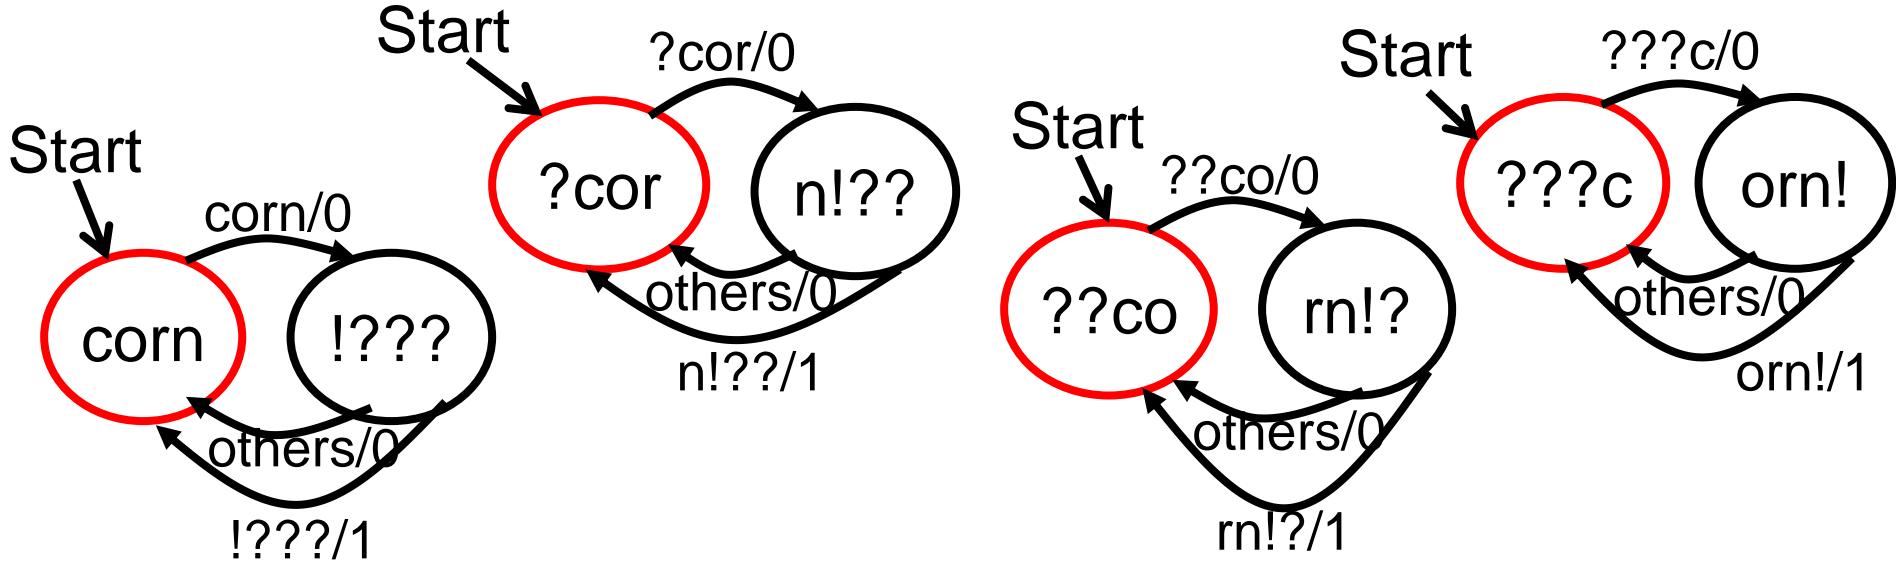 Start
corn/0
corn
!???
others/0
!???/1
Start
?cor/0
?cor
n!??
others/0
n!??/1
Start
??co/0
??co
rn!?
others/0
rn!?/1
Start
???c/0
???c
orn!
others/0
orn!/1